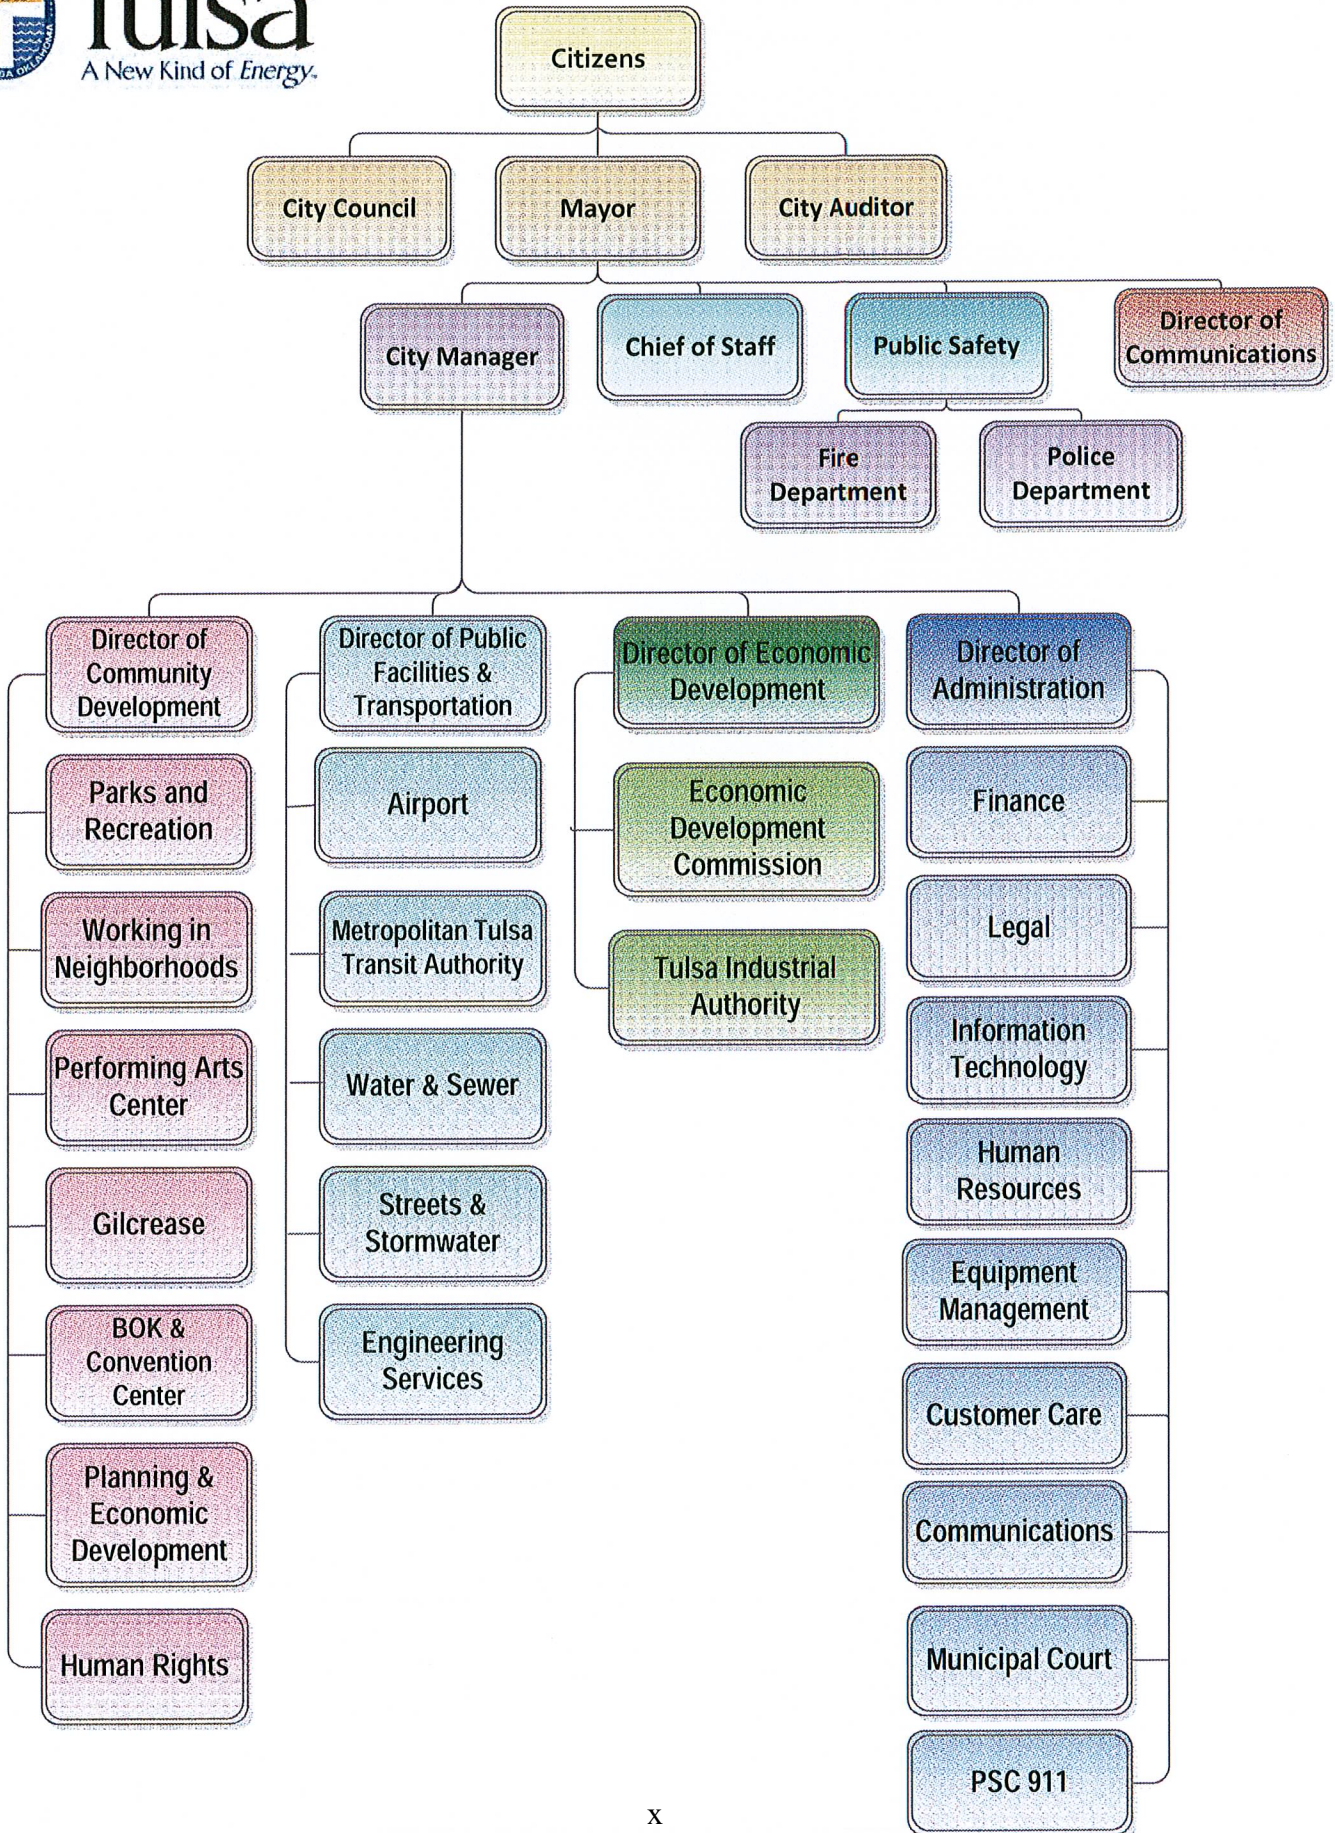 Tulsa
A New Kind of Energy.
Citizens
City Council
Mayor
City Auditor
City Manager
Chief of Staff
Public Safety
Director of
Communications
Fire
Department
Police
Department
Director of
Community
Development
Parks and
Recreation
Working in
Neighborhoods
Performing Arts
Center
Gilcrease
BOK &
Convention
Center
Planning &
Economic
Development
Human Rights
Director of Public
Facilities &
Transportation
Airport
Metropolitan Tulsa
Transit Authority
Water & Sewer
Streets &
Stormwater
Engineering
Services
Director of Economic
Development
Economic
Development
Commission
Tulsa Industrial
Authority
Director of
Administration
Finance
Legal
Information
Technology
Human
Resources
Equipment
Management
Customer Care
Communications
Municipal Court
PSC 911
x